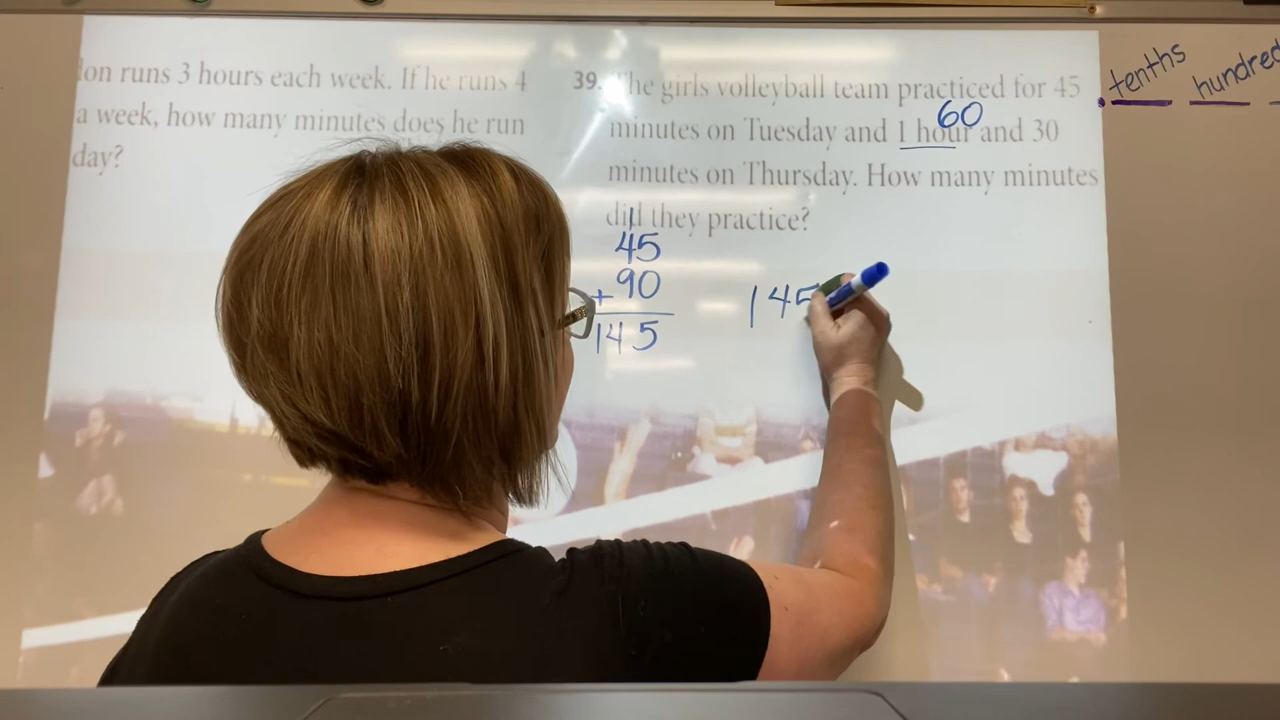 lon runs 3 hours each week. If he runs 4
a week, how many minutes does he run
day?
39. The girls volleyball team practiced for 45
60
minutes on Tuesday and 1 hour and 30
minutes on Thursday. How many minutes
did they practice?
1
45
+ 90
145
145
tenths
hundred